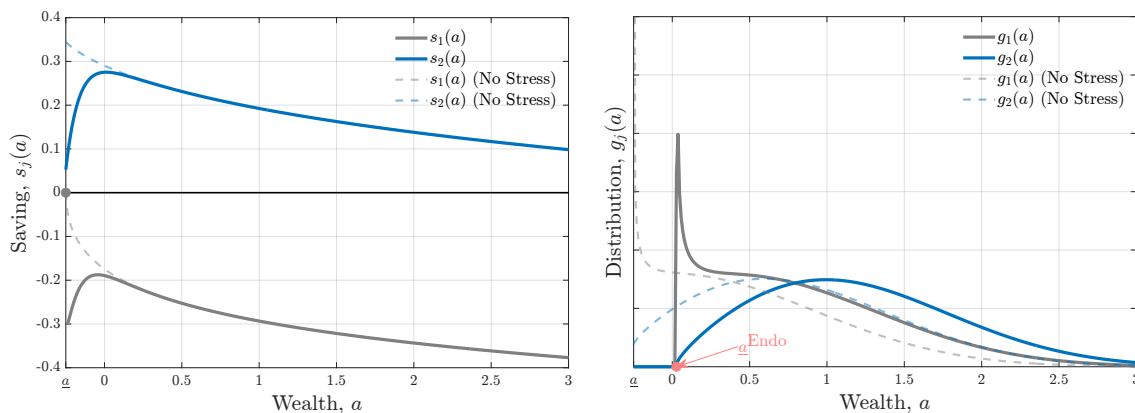 0.4
0.3
0.2
0.1
0
-0.1
-0.2
-0.3
-0.4
Saving, s_j(a)
s_1(a)
s_2(a)
s_1(a) (No Stress)
s_2(a) (No Stress)
a 0 0.5 1 1.5 2 2.5 3
Wealth, a
Distribution, g_j(a)
g_1(a)
g_2(a)
g_1(a) (No Stress)
g_2(a) (No Stress)
a^Endo
a 0 0.5 1 1.5 2 2.5 3
Wealth, a